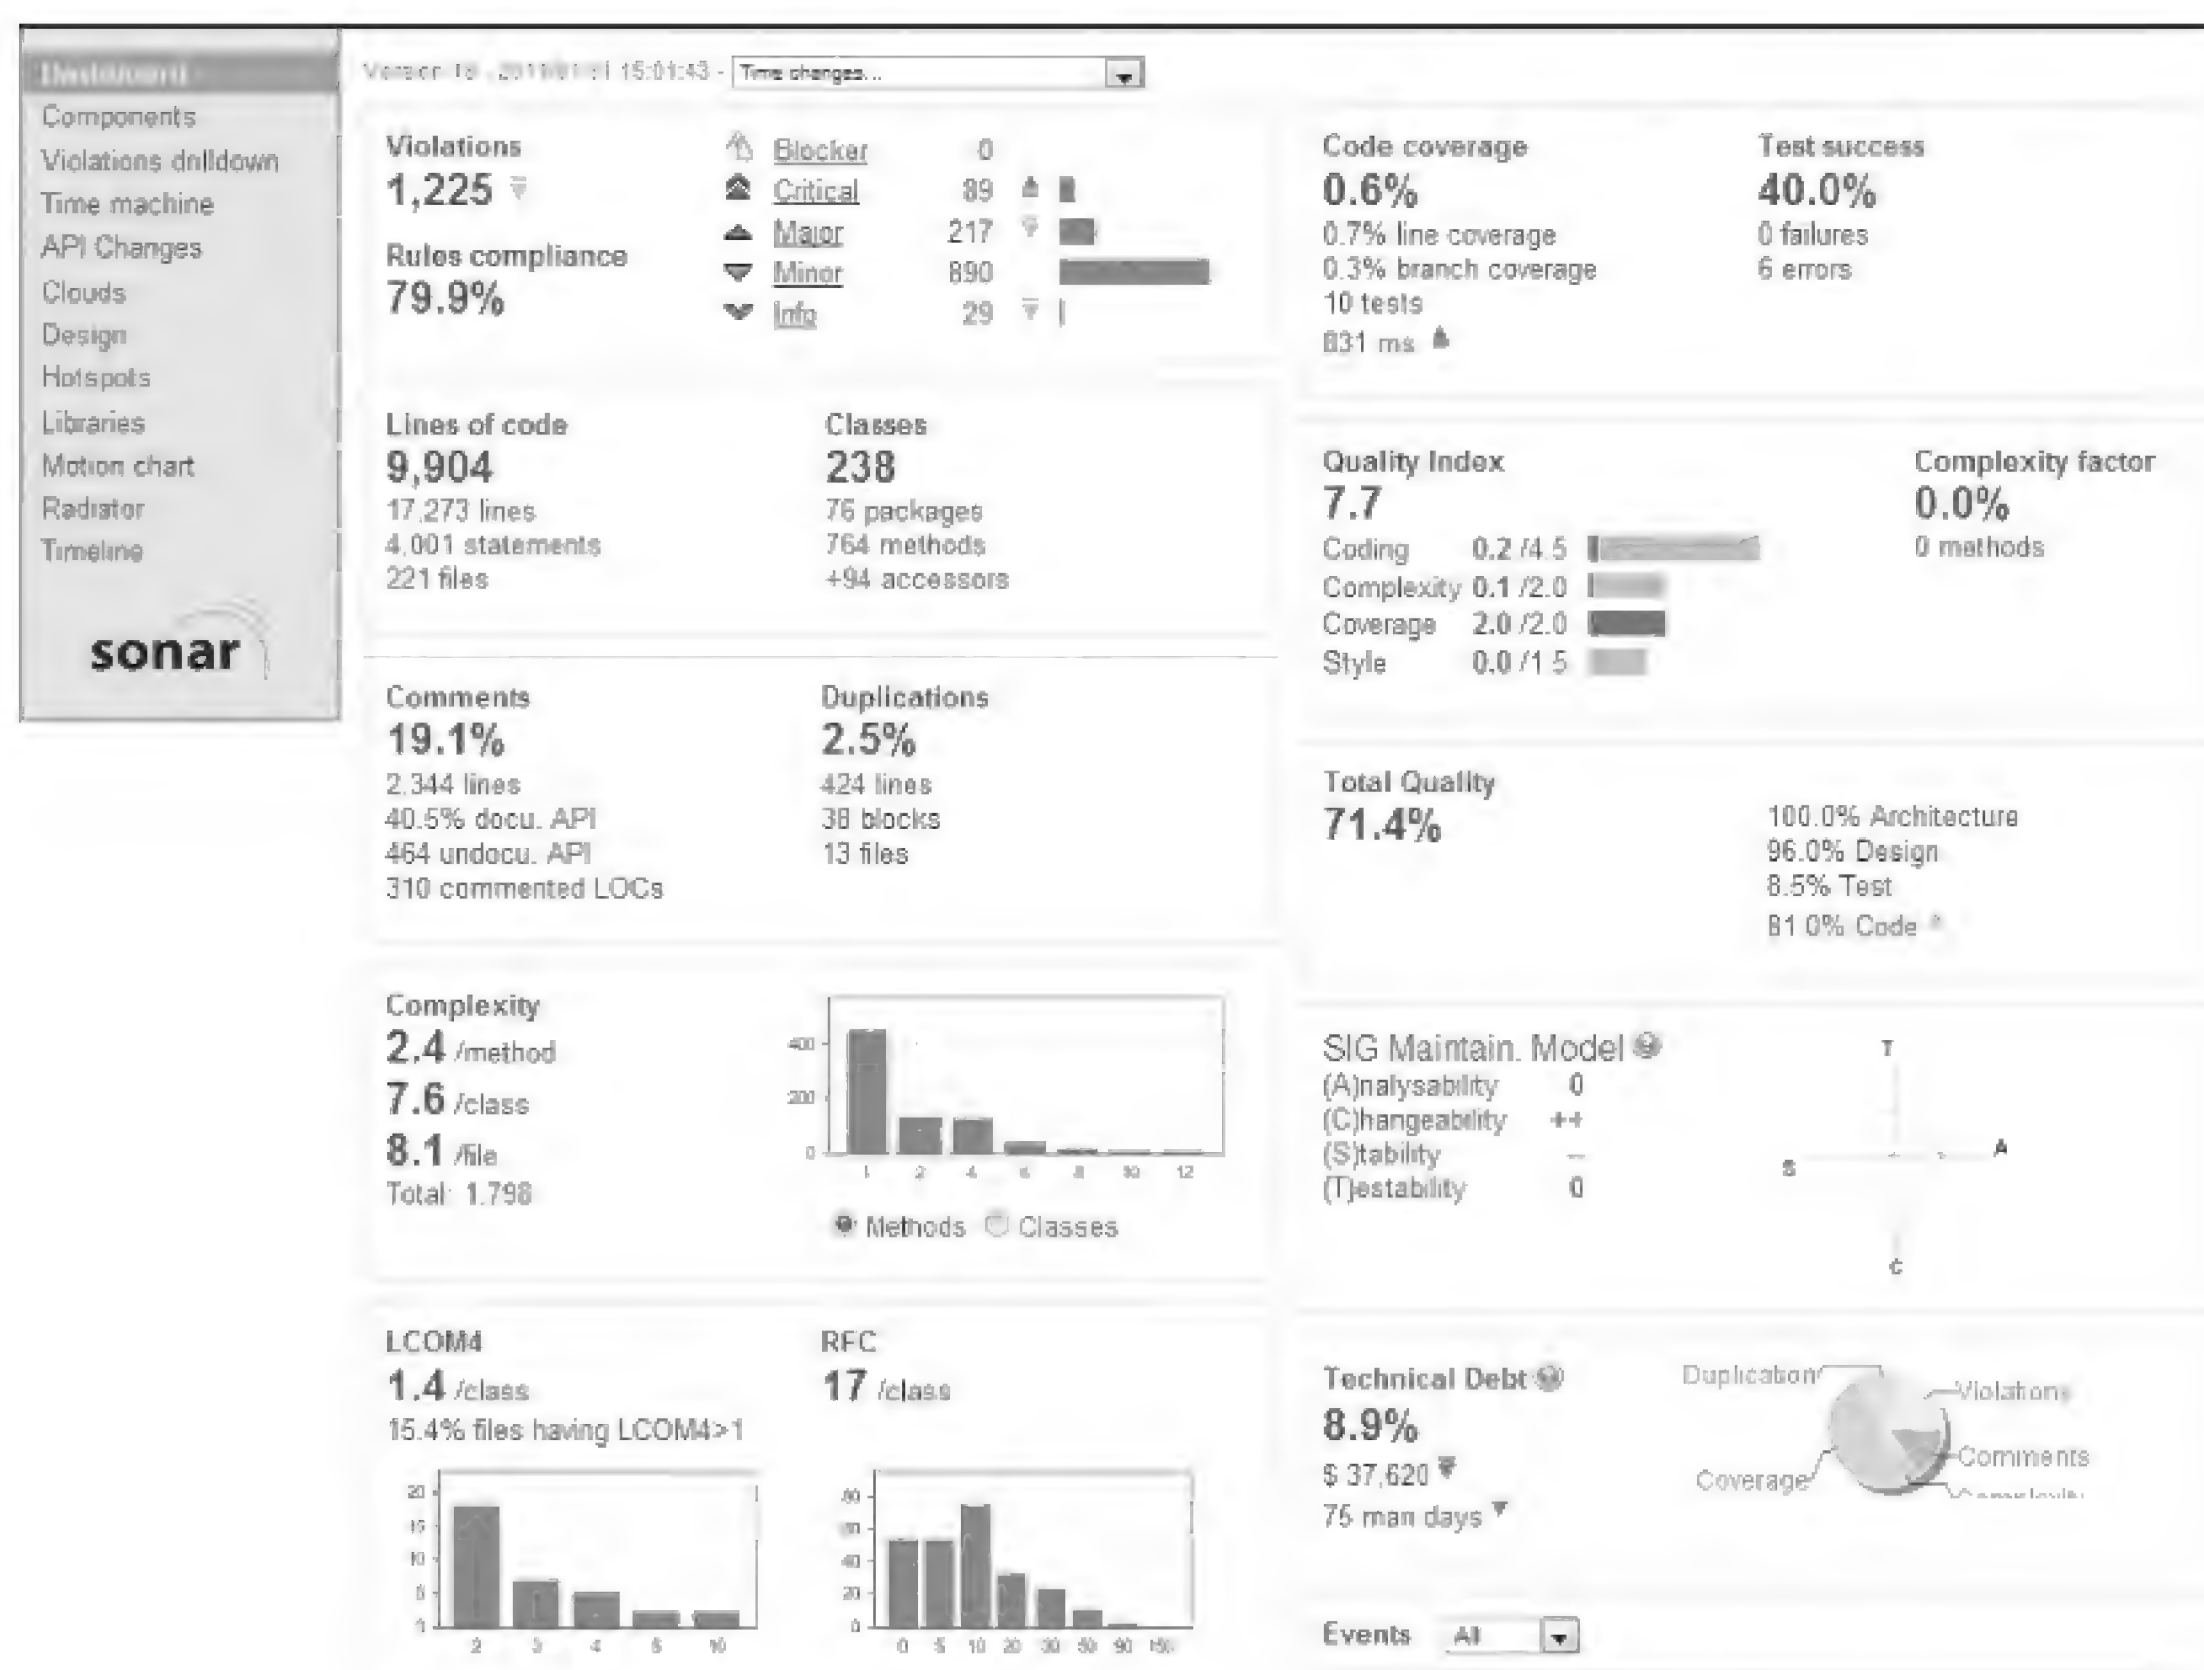 Dashboard
Components
Violations drilldown
Time machine
API Changes
Clouds
Design
Hotspots
Libraries
Motion chart
Radiator
Timeline
sonar
Version 15:01:43 - Time changes...
Violations
1,225
Rules compliance
79.9%
Blocker 0
Critical 89
Major 217
Minor 890
Info 29
Lines of code
9,904
17,273 lines
4,001 statements
221 files
Classes
238
76 packages
764 methods
+94 accessors
Comments
19.1%
2,344 lines
40.5% docu. API
464 undocu. API
310 commented LOCs
Duplications
2.5%
424 lines
38 blocks
13 files
Complexity
2.4 /method
7.6 /class
8.1 /file
Total: 1.798
400
200
0
1 2 4 6 8 10 12
Methods Classes
LCOM4
1.4 /class
15.4% files having LCOM4>1
20
15
10
5
0
2 3 4 5 10
RFC
17 /class
80
60
40
20
0
0 5 10 20 30 50 90 150
Code coverage
0.6%
0.7% line coverage
0.3% branch coverage
10 tests
831 ms
Test success
40.0%
0 failures
6 errors
Quality Index
7.7
Coding 0.2 /4.5
Complexity 0.1 /2.0
Coverage 2.0 /2.0
Style 0.0 /1.5
Complexity factor
0.0%
0 methods
Total Quality
71.4%
100.0% Architecture
96.0% Design
8.5% Test
81.0% Code
SIG Maintain. Model
(A)nalysability 0
(C)hangeability ++
(S)tability --
(T)estability 0
T
A
S
C
Technical Debt
8.9%
$ 37,620
75 man days
Duplication
Violations
Comments
Coverage
Complexity
Events All